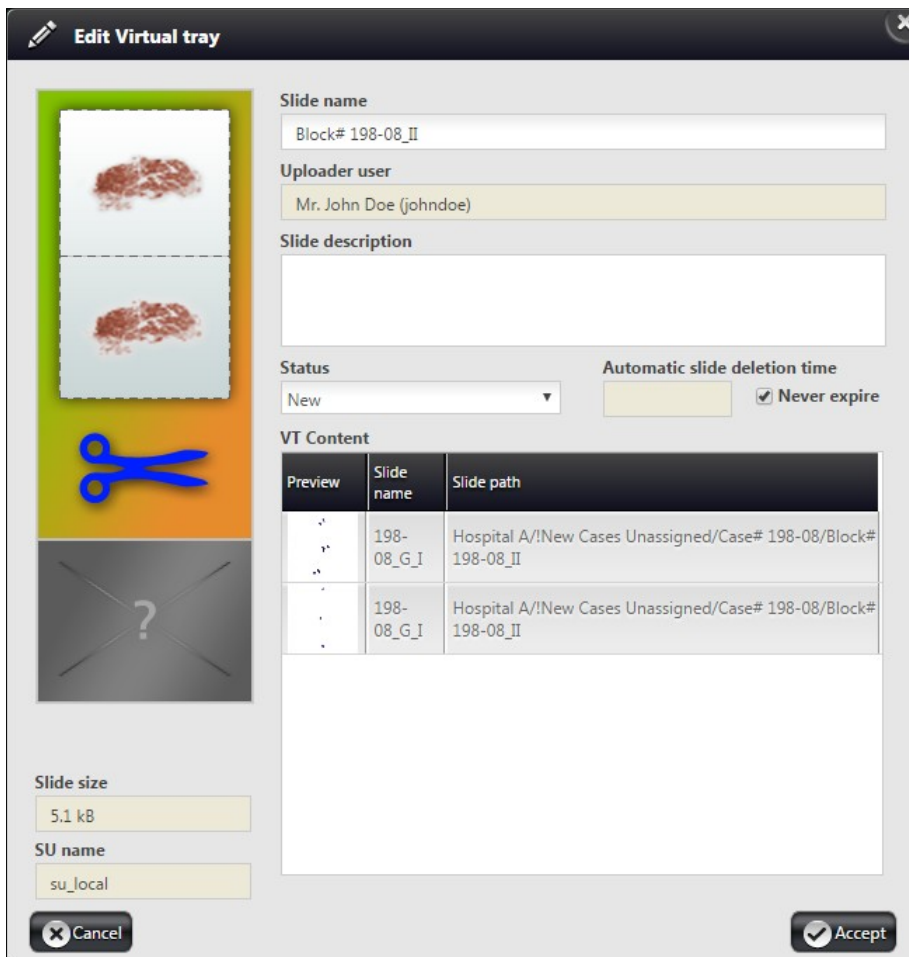 Edit Virtual tray
Slide name
Block# 198-08_II
Uploader user
Mr. John Doe (johndoe)
Slide description
Status
Automatic slide deletion time
New
Never expire
VT Content
Preview
Slide
name
Slide path
198-
08_G_I
Hospital A/!New Cases Unassigned/Case# 198-08/Block#
198-08_II
198-
08_G_I
Hospital A/!New Cases Unassigned/Case# 198-08/Block#
198-08_II
?
Slide size
5.1 kB
SU name
su_local
Cancel
Accept